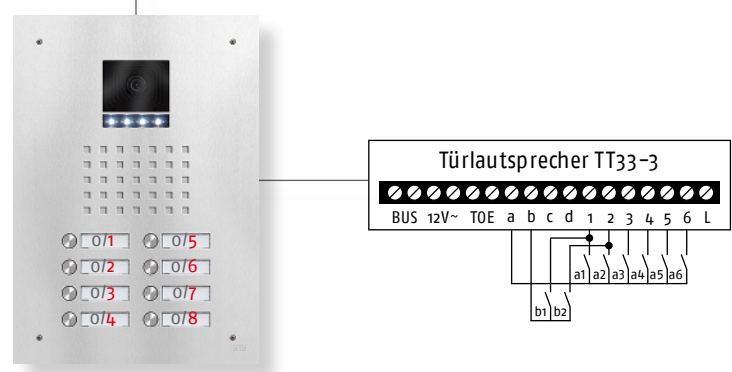 0/1 0/5
0/2 0/6
0/3 0/7
0/4 0/8
Türlautsprecher TT33-3
BUS 12V~ TOE a b c d 1 2 3 4 5 6 L
a1 a2 a3 a4 a5 a6
b1 b2